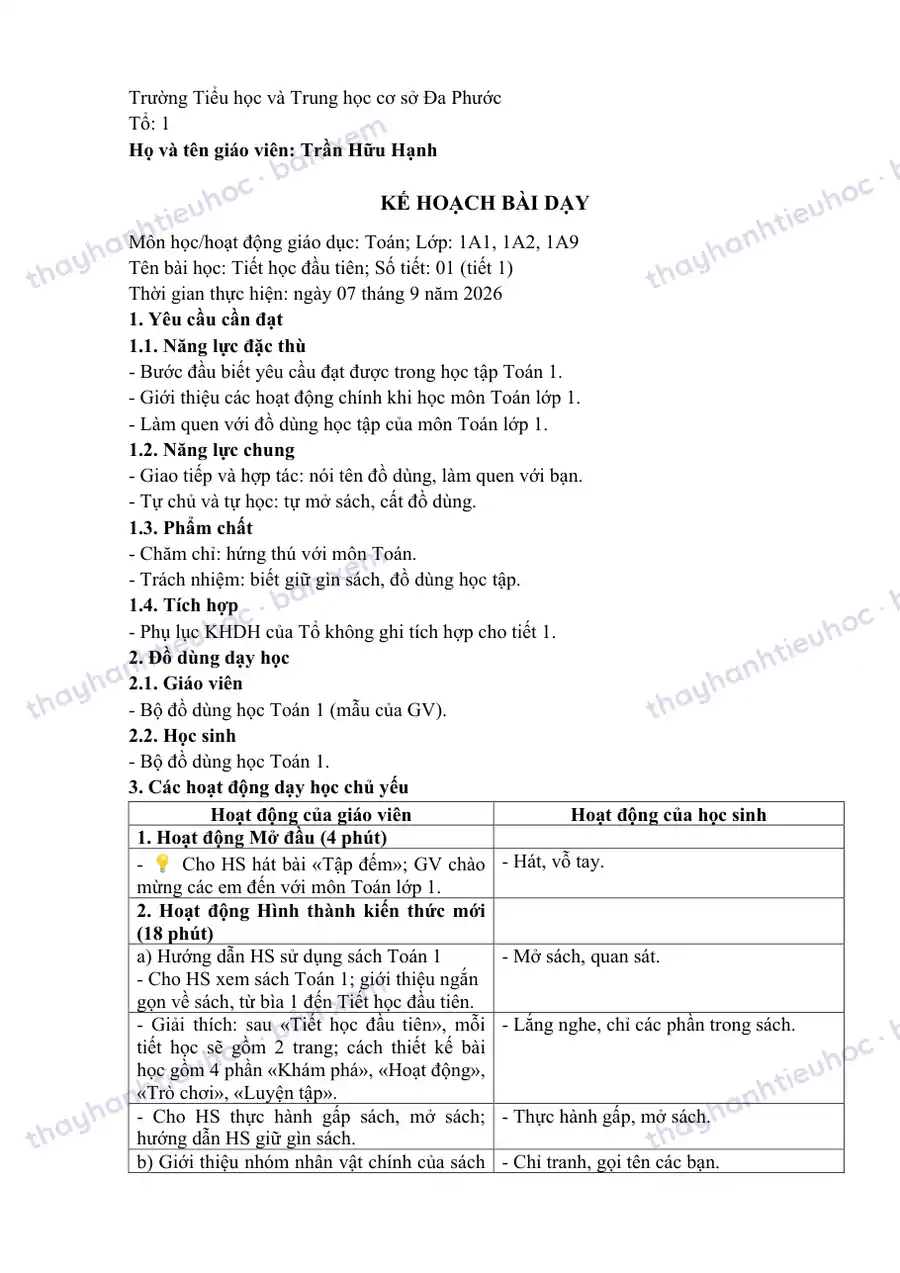 Trường Tiểu học và Trung học cơ sở Đa Phước
Tổ: 1
Họ và tên giáo viên: Trần Hữu Hạnh
KẾ HOẠCH BÀI DẠY
Môn học/hoạt động giáo dục: Toán; Lớp: 1A1, 1A2, 1A9
Tên bài học: Tiết học đầu tiên; Số tiết: 01 (tiết 1)
Thời gian thực hiện: ngày 07 tháng 9 năm 2026
1. Yêu cầu cần đạt
1.1. Năng lực đặc thù
- Bước đầu biết yêu cầu đạt được trong học tập Toán 1.
- Giới thiệu các hoạt động chính khi học môn Toán lớp 1.
- Làm quen với đồ dùng học tập của môn Toán lớp 1.
1.2. Năng lực chung
- Giao tiếp và hợp tác: nói tên đồ dùng, làm quen với bạn.
- Tự chủ và tự học: tự mở sách, cất đồ dùng.
1.3. Phẩm chất
- Chăm chỉ: hứng thú với môn Toán.
- Trách nhiệm: biết giữ gìn sách, đồ dùng học tập.
1.4. Tích hợp
- Phụ lục KHDH của Tổ không ghi tích hợp cho tiết 1.
2. Đồ dùng dạy học
2.1. Giáo viên
- Bộ đồ dùng học Toán 1 (mẫu của GV).
2.2. Học sinh
- Bộ đồ dùng học Toán 1.
3. Các hoạt động dạy học chủ yếu
Hoạt động của giáo viên
Hoạt động của học sinh
1. Hoạt động Mở đầu (4 phút)
- 💡 Cho HS hát bài «Tập đếm»; GV chào
mừng các em đến với môn Toán lớp 1.
- Hát, vỗ tay.
2. Hoạt động Hình thành kiến thức mới
(18 phút)
a) Hướng dẫn HS sử dụng sách Toán 1
- Cho HS xem sách Toán 1; giới thiệu ngắn
gọn về sách, từ bìa 1 đến Tiết học đầu tiên.
- Mở sách, quan sát.
- Giải thích: sau «Tiết học đầu tiên», mỗi
tiết học sẽ gồm 2 trang; cách thiết kế bài
học gồm 4 phần «Khám phá», «Hoạt động»,
«Trò chơi», «Luyện tập».
- Lắng nghe, chỉ các phần trong sách.
- Cho HS thực hành gấp sách, mở sách;
hướng dẫn HS giữ gìn sách.
- Thực hành gấp, mở sách.
b) Giới thiệu nhóm nhân vật chính của sách
- Chỉ tranh, gọi tên các bạn.
thayhanhtieuhoc · bản xem
thayhanhtieuhoc · b
thayhanhtieuhoc · bản xem
thayhanhtieuhoc · b
thayhanhtieuhoc · bản xem
thayhanhtieuhoc · b